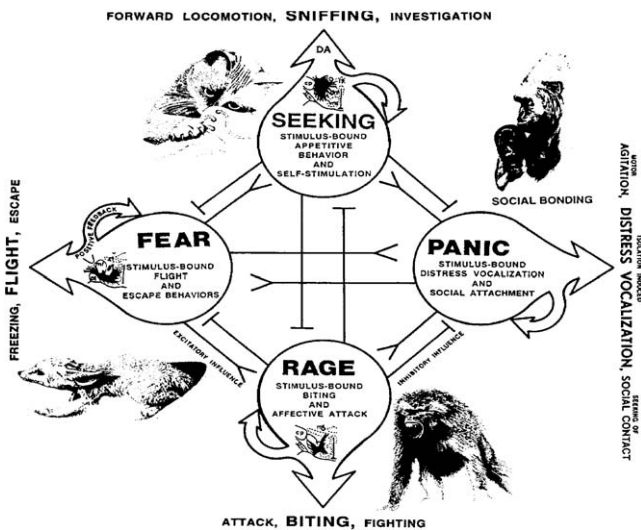 FORWARD LOCOMOTION, SNIFFING, INVESTIGATION
DA
SEEKING
STIMULUS-BOUND
APPETITIVE
BEHAVIOR
AND
SELF-STIMULATION
SOCIAL BONDING
FREEZING, FLIGHT, ESCAPE
POSITIVE FEEDBACK
FEAR
STIMULUS-BOUND
FLIGHT
AND
ESCAPE BEHAVIORS
PANIC
STIMULUS-BOUND
DISTRESS VOCALIZATION
AND
SOCIAL ATTACHMENT
MOTOR
AGITATION,
ISOLATION INDUCED
DISTRESS VOCALIZATION,
SEEKING OF
SOCIAL CONTACT
EXCITATORY INFLUENCE
INHIBITORY INFLUENCE
RAGE
STIMULUS-BOUND
BITING
AND
AFFECTIVE ATTACK
ATTACK, BITING, FIGHTING